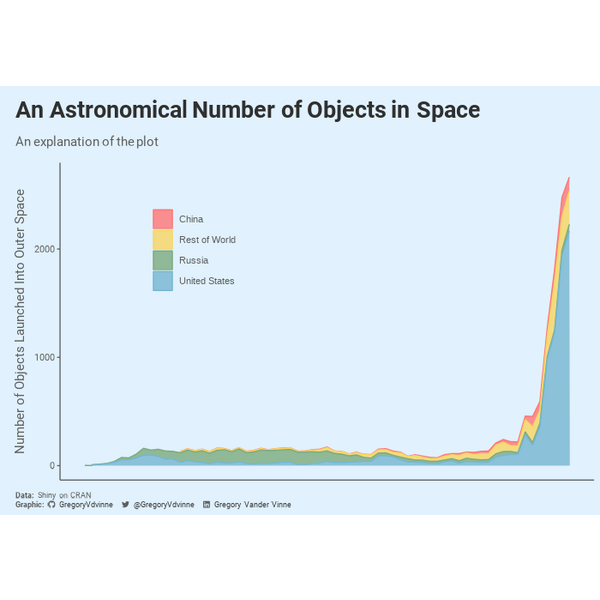 An Astronomical Number of Objects in Space
An explanation of the plot
Number of Objects Launched Into Outer Space
2000
1000
0
China
Rest of World
Russia
United States
Data: Shiny on CRAN
Graphic: GregoryVdvinne @GregoryVdvinne Gregory Vander Vinne